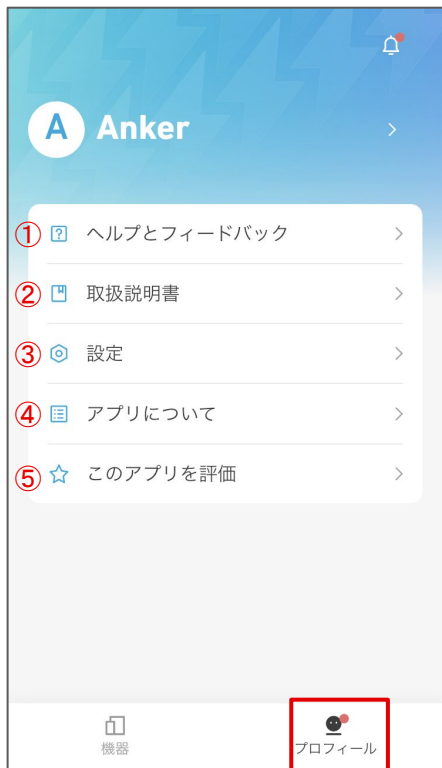 A Anker
① ヘルプとフィードバック
② 取扱説明書
③ 設定
④ アプリについて
⑤ このアプリを評価
機器 プロフィール